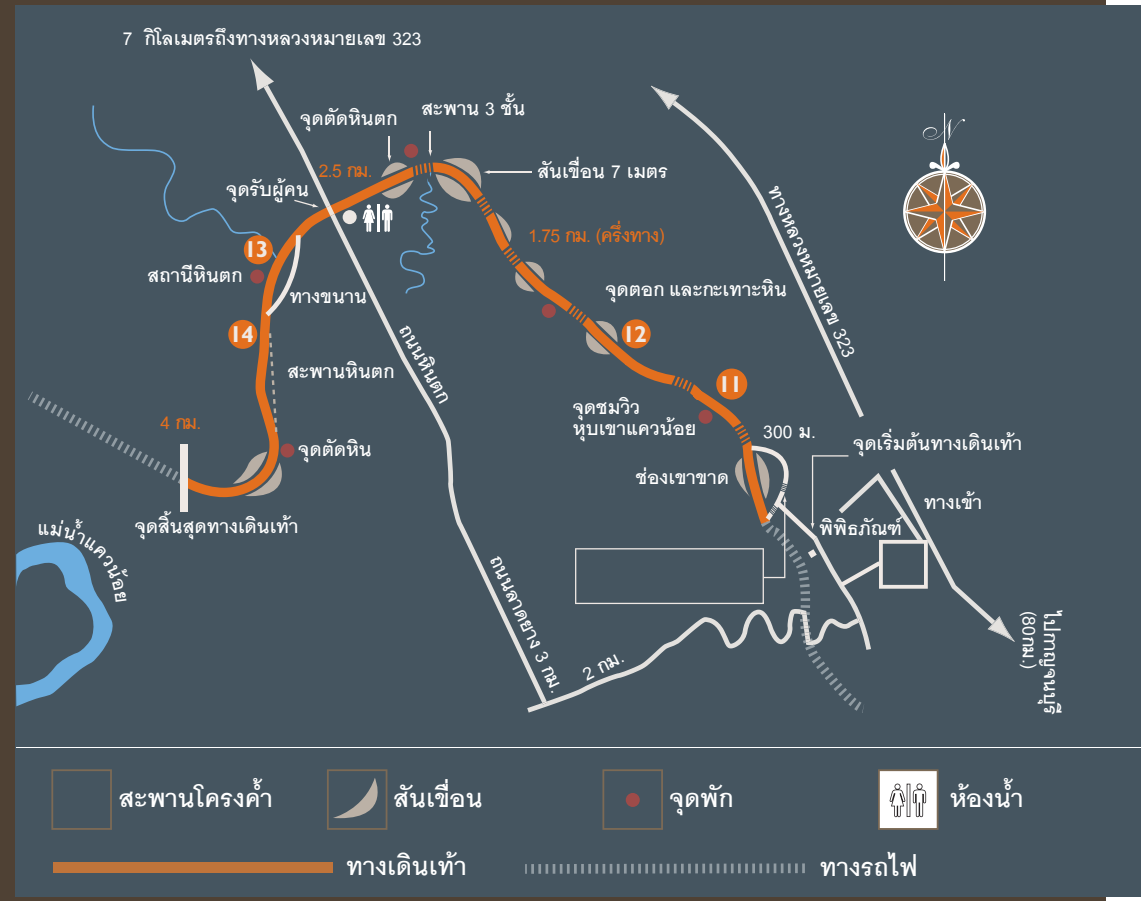 7 กิโลเมตรถึงทางหลวงหมายเลข 323
N
จุดตัดหินตก
สะพาน 3 ชั้น
2.5 กม.
สันเขื่อน 7 เมตร
จุดรับผู้คน
ทางหลวงหมายเลข 323
1.75 กม. (ครึ่งทาง)
13
สถานีหินตก
ทางขนาน
จุดตอก และกะเทาะหิน
14
12
ถนนหินตก
สะพานหินตก
11
4 กม.
จุดชมวิว
หุบเขาแควน้อย
300 ม.
จุดเริ่มต้นทางเดินเท้า
จุดตัดหิน
ช่องเขาขาด
ทางเข้า
จุดสิ้นสุดทางเดินเท้า
พิพิธภัณฑ์
แม่น้ำแควน้อย
ถนนลาดยาง 3 กม.
2 กม.
ไปกาญจนบุรี
(80กม.)
สะพานโครงค้ำ
สันเขื่อน
จุดพัก
ห้องน้ำ
ทางเดินเท้า
ทางรถไฟ